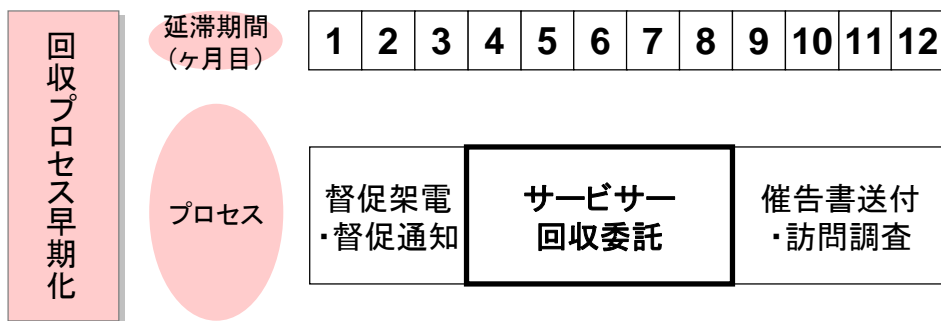 回収プロセス早期化
延滞期間
(ヶ月目)
1 2 3 4 5 6 7 8 9 10 11 12
プロセス
督促架電
・督促通知
サービサー
回収委託
催告書送付
・訪問調査